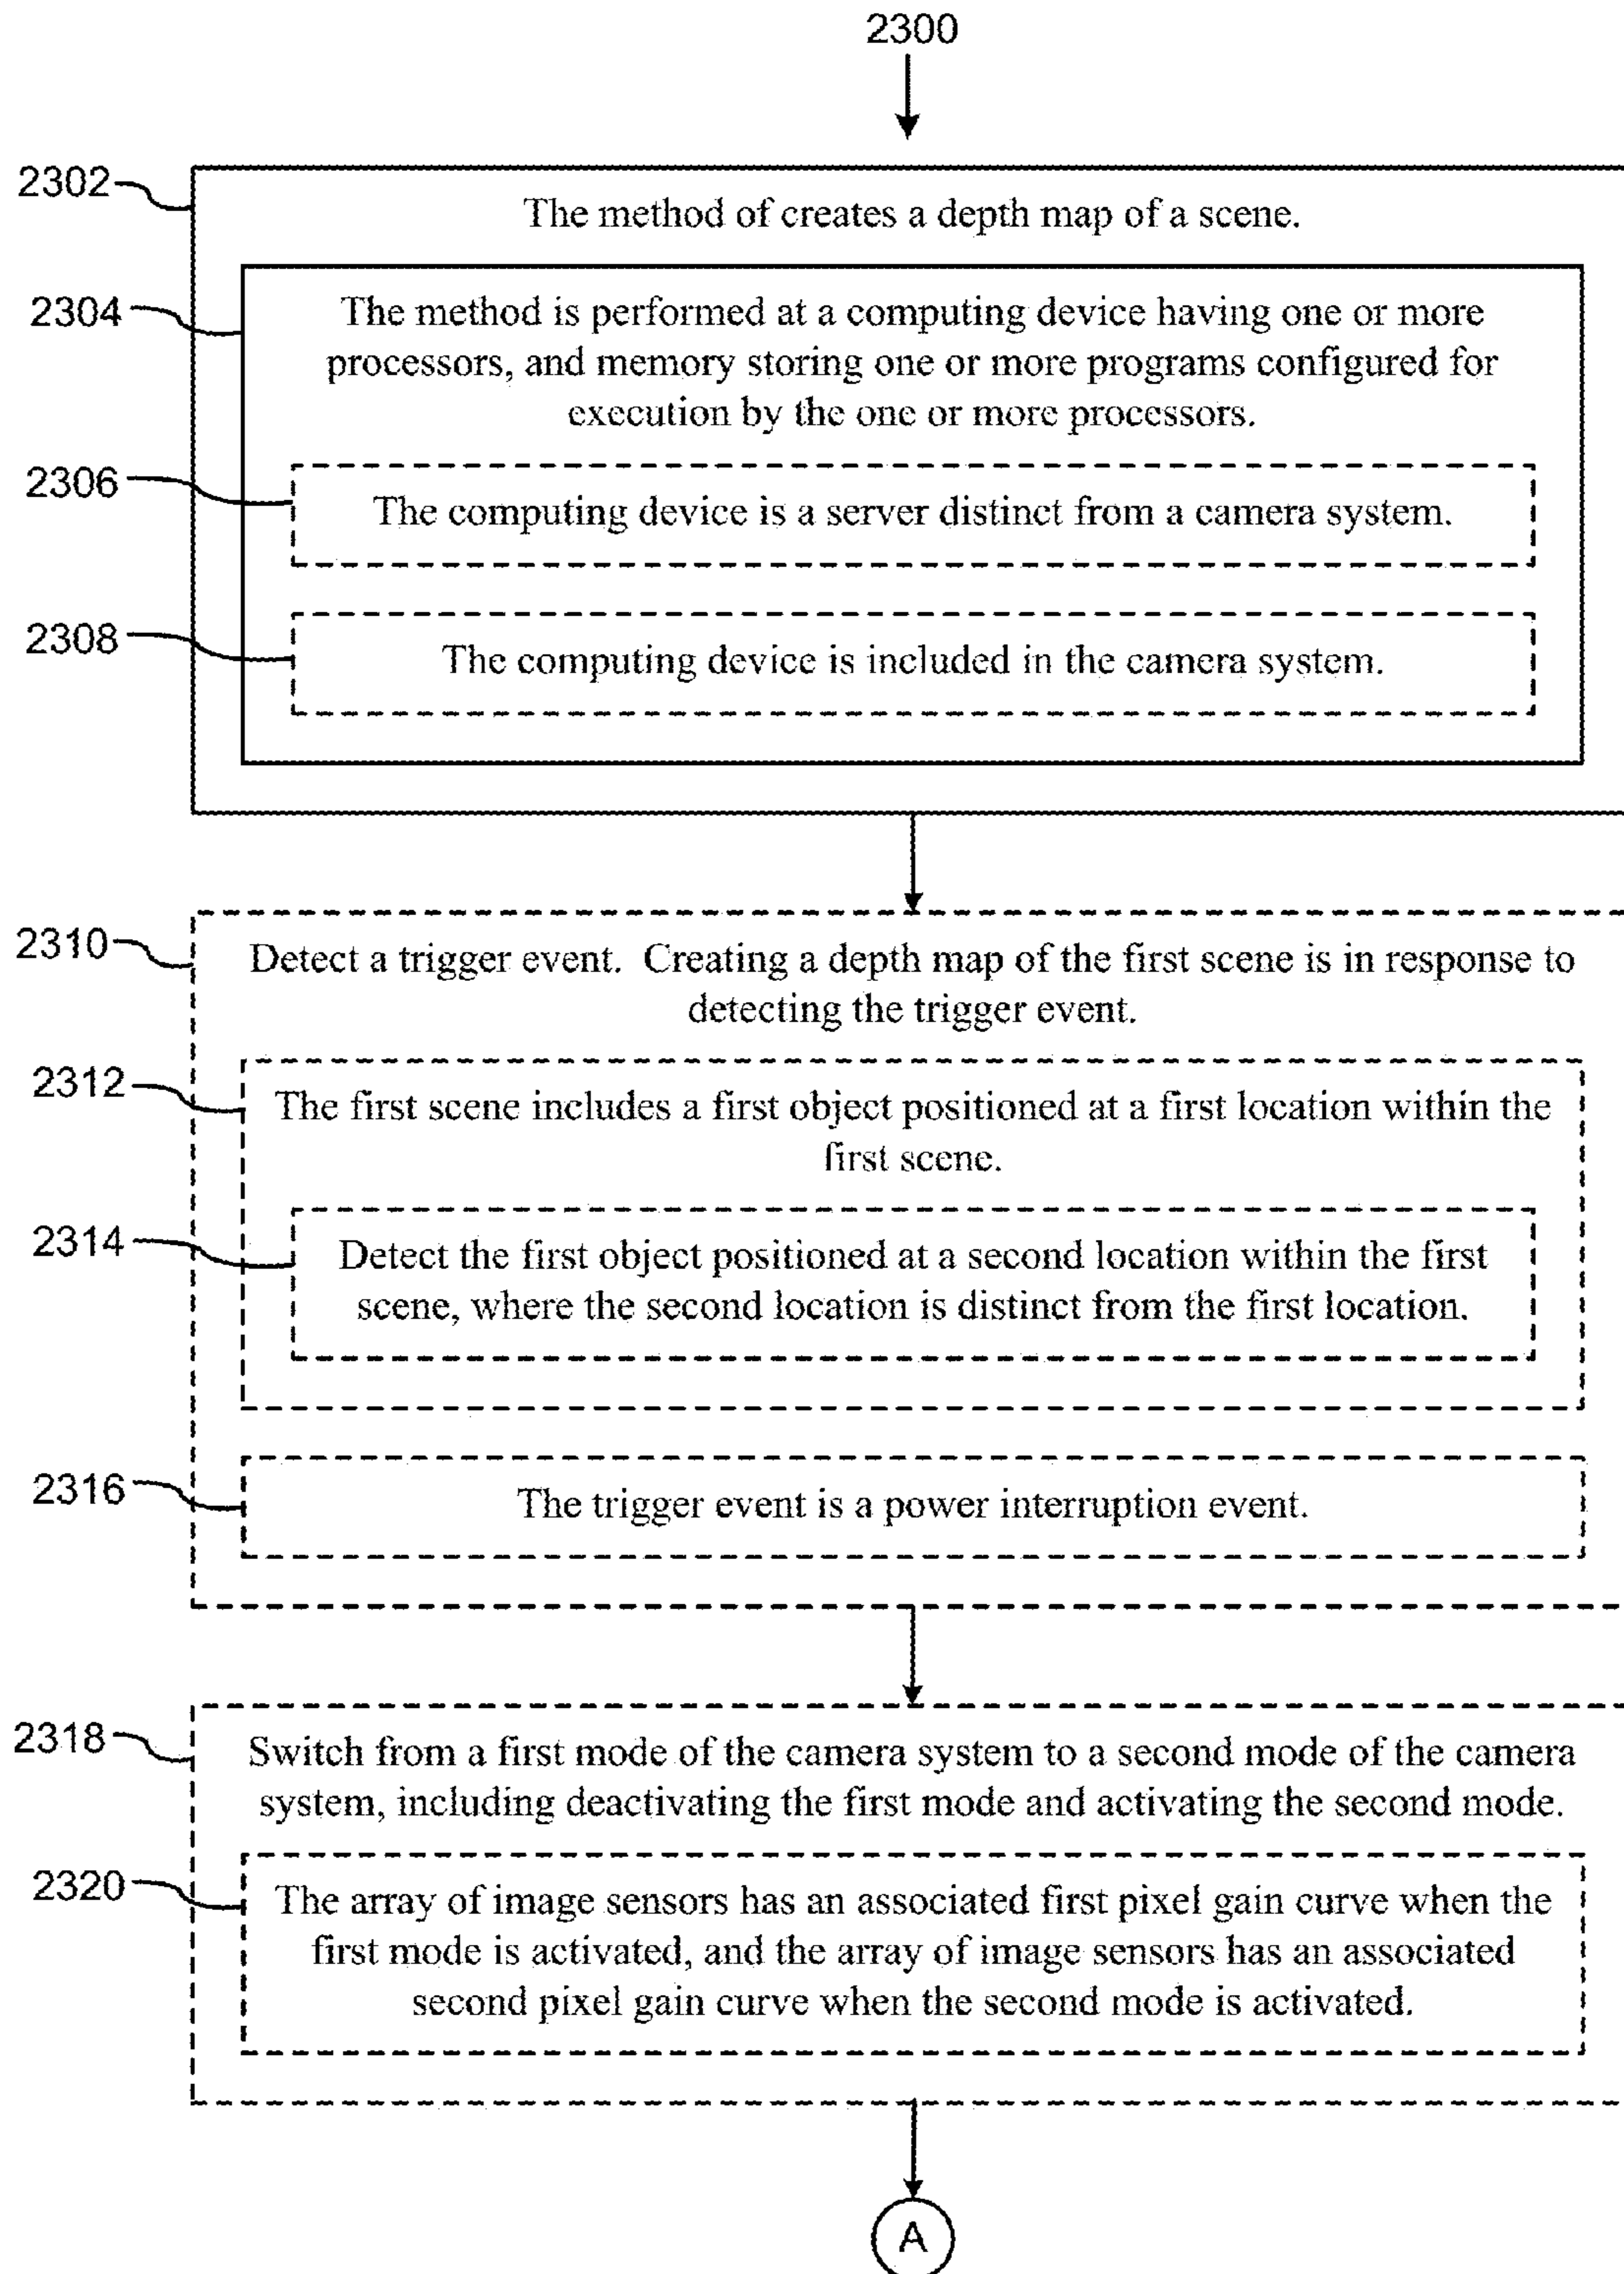 2300
2302
The method of creates a depth map of a scene.
2304
The method is performed at a computing device having one or more
processors, and memory storing one or more programs configured for
execution by the one or more processors.
2306
The computing device is a server distinct from a camera system.
2308
The computing device is included in the camera system.
2310
Detect a trigger event. Creating a depth map of the first scene is in response to
detecting the trigger event.
2312
The first scene includes a first object positioned at a first location within the
first scene.
2314
Detect the first object positioned at a second location within the first
scene, where the second location is distinct from the first location.
2316
The trigger event is a power interruption event.
2318
Switch from a first mode of the camera system to a second mode of the camera
system, including deactivating the first mode and activating the second mode.
2320
The array of image sensors has an associated first pixel gain curve when the
first mode is activated, and the array of image sensors has an associated
second pixel gain curve when the second mode is activated.
A